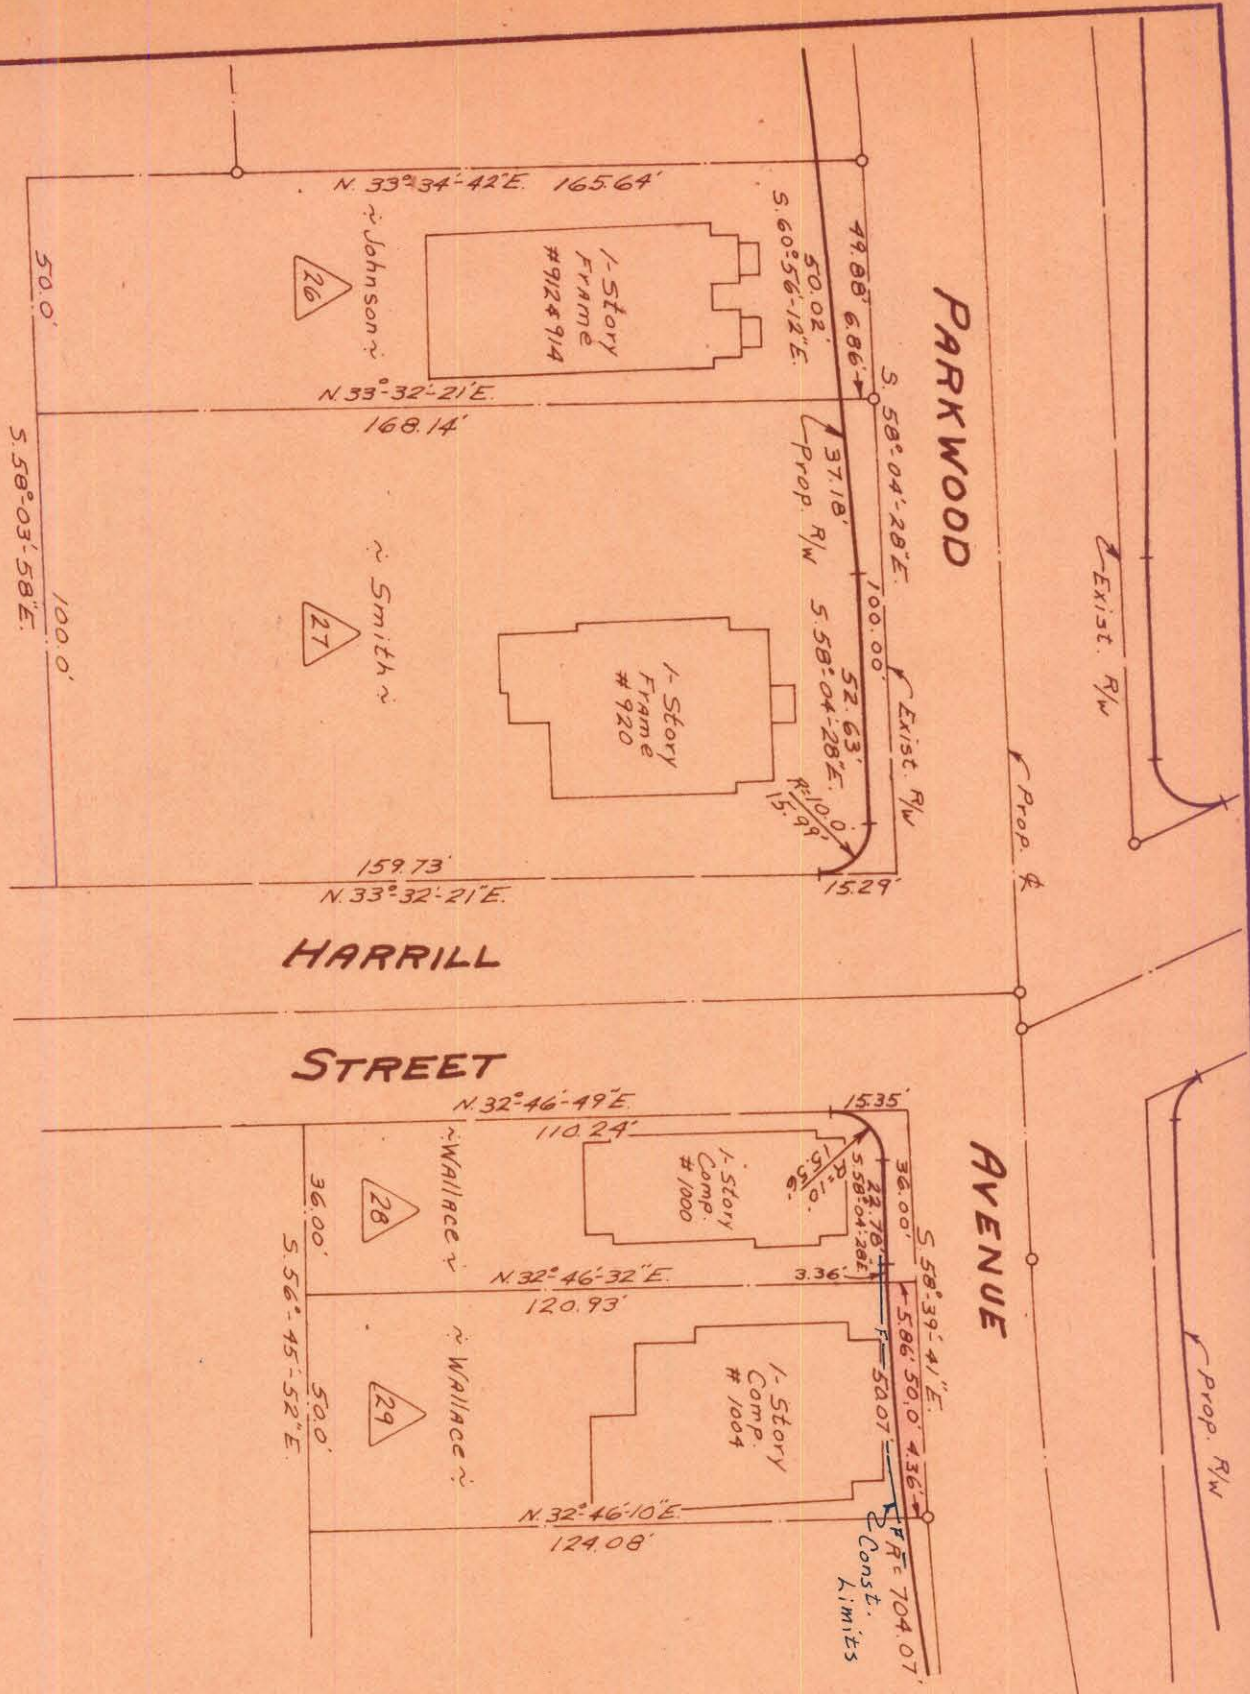 PARKWOOD
AVENUE
HARRILL
STREET
Exist. R/W
Prop. ₵
Prop. R/W
N. 33°-34'-42"E. 165.64'
49.88'
6.86'
S. 58°-04'-28"E.
100.00'
Exist. R/W
50.02'
S. 60°-56'-12"E.
37.18'
Prop. R/W
52.63'
S. 58°-04'-28"E.
R=10.0'
15.99'
15.29'
1-Story
Frame
#912&914
~ Johnson ~
26
50.0'
N. 33°-32'-21"E.
168.14'
~ Smith ~
27
1-Story
Frame
#920
100.0'
S. 58°-03'-58"E.
159.73'
N. 33°-32'-21"E.
N. 32°-46'-49"E.
110.24'
15.35'
36.00'
S. 58°-39'-41"E.
R=10.
15.56'
22.78'
S. 58°-04'-28E.
1-Story
Comp.
#1000
~ WALLACE ~
28
36.00'
S. 56°-45'-52"E.
N. 32°-46'-32"E.
120.93'
3.36'
5.86'
50.0'
4.36'
F
50.07'
1-Story
Comp.
#1004
~ WALLACE ~
29
50.0'
N. 32°-46'-10"E.
124.08'
F
R= 704.07'
Const.
Limits